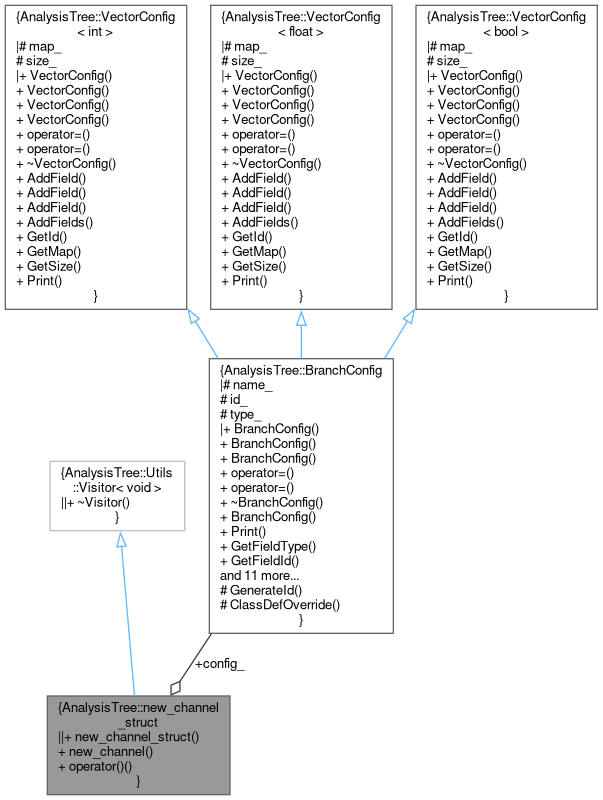 {AnalysisTree::VectorConfig
< int >
|# map_
# size_
|+ VectorConfig()
+ VectorConfig()
+ VectorConfig()
+ VectorConfig()
+ operator=()
+ operator=()
+ ~VectorConfig()
+ AddField()
+ AddField()
+ AddField()
+ AddFields()
+ GetId()
+ GetMap()
+ GetSize()
+ Print()
}
{AnalysisTree::VectorConfig
< float >
|# map_
# size_
|+ VectorConfig()
+ VectorConfig()
+ VectorConfig()
+ VectorConfig()
+ operator=()
+ operator=()
+ ~VectorConfig()
+ AddField()
+ AddField()
+ AddField()
+ AddFields()
+ GetId()
+ GetMap()
+ GetSize()
+ Print()
}
{AnalysisTree::VectorConfig
< bool >
|# map_
# size_
|+ VectorConfig()
+ VectorConfig()
+ VectorConfig()
+ VectorConfig()
+ operator=()
+ operator=()
+ ~VectorConfig()
+ AddField()
+ AddField()
+ AddField()
+ AddFields()
+ GetId()
+ GetMap()
+ GetSize()
+ Print()
}
{AnalysisTree::BranchConfig
|# name_
# id_
# type_
|+ BranchConfig()
+ BranchConfig()
+ BranchConfig()
+ operator=()
+ operator=()
+ ~BranchConfig()
+ BranchConfig()
+ Print()
+ GetFieldType()
+ GetFieldId()
and 11 more...
# GenerateId()
# ClassDefOverride()
}
{AnalysisTree::Utils
::Visitor< void >
||+ ~Visitor()
}
+config_
{AnalysisTree::new_channel
_struct
||+ new_channel_struct()
+ new_channel()
+ operator()()
}